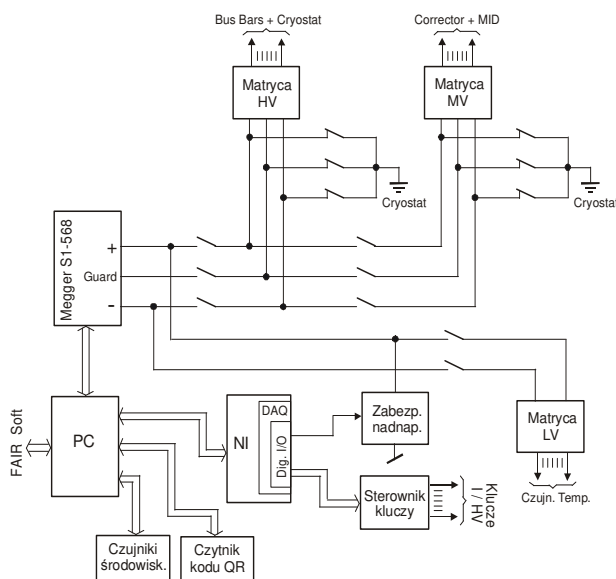 Bus Bars + Cryostat
Corrector + MID
Matryca
HV
Matryca
MV
Cryostat
Cryostat
Megger S1-568
+
Guard
-
FAIR Soft
PC
NI
DAQ
Dig. I/O
Zabezp.
nadnap.
Matryca
LV
Czujn. Temp.
Sterownik
kluczy
Klucze
I / HV
Czujniki
środowisk.
Czytnik
kodu QR